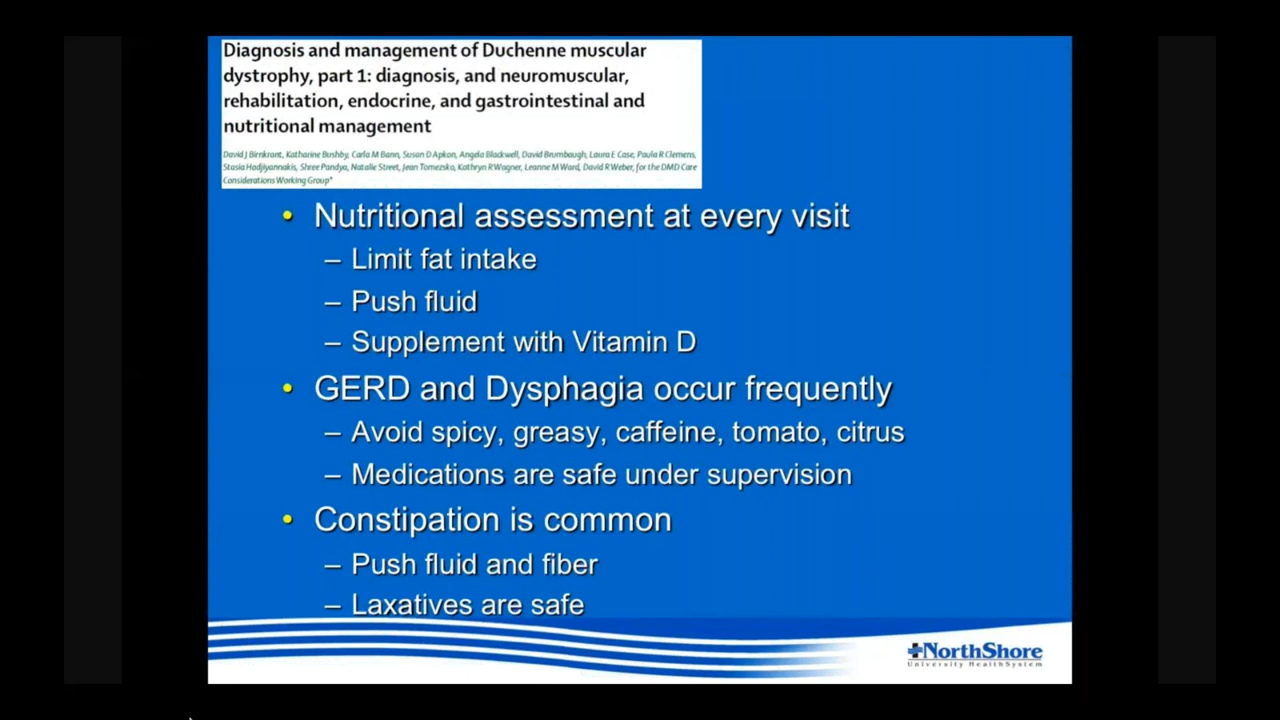 Diagnosis and management of Duchenne muscular
dystrophy, part 1: diagnosis, and neuromuscular,
rehabilitation, endocrine, and gastrointestinal and
nutritional management
David J Birnkrant, Katharine Bushby, Carla M Bann, Susan D Apkon, Angela Blackwell, David Brumbaugh, Laura E Case, Paula R Clemens,
Stasia Hadjiyannakis, Shree Pandya, Natalie Street, Jean Tomezsko, Kathryn R Wagner, Leanne M Ward, David R Weber, for the DMD Care
Considerations Working Group*
• Nutritional assessment at every visit
– Limit fat intake
– Push fluid
– Supplement with Vitamin D
• GERD and Dysphagia occur frequently
– Avoid spicy, greasy, caffeine, tomato, citrus
– Medications are safe under supervision
• Constipation is common
– Push fluid and fiber
– Laxatives are safe
NorthShore
University HealthSystem